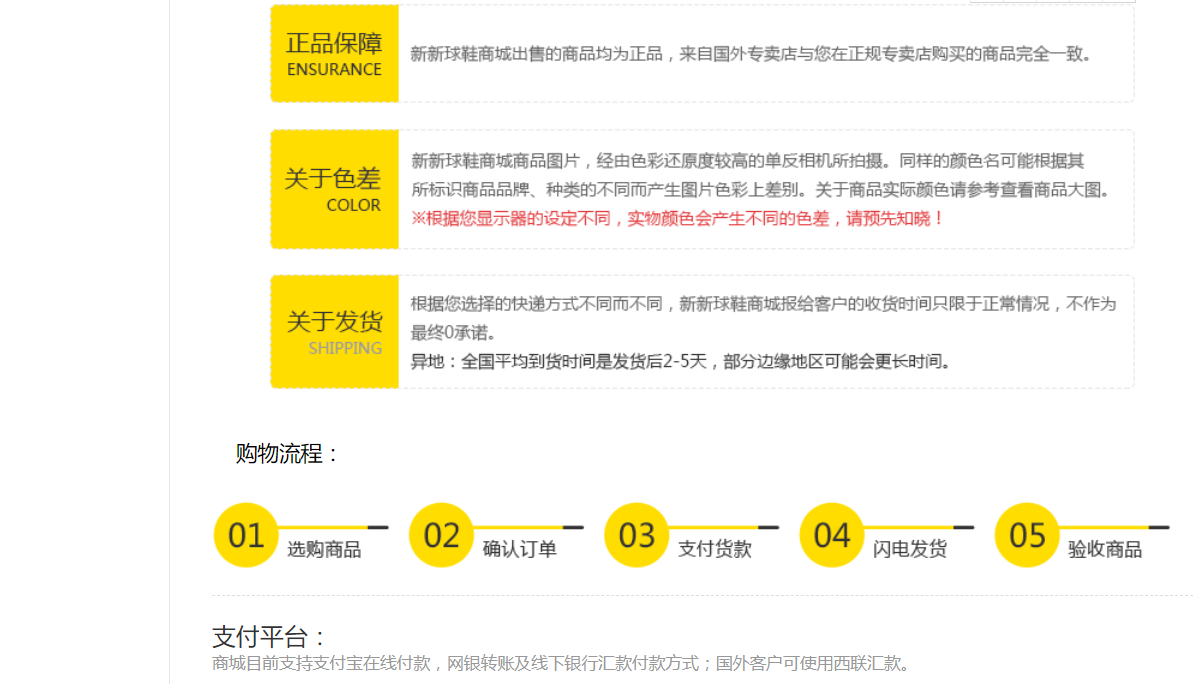 正品保障
ENSURANCE
新新球鞋商城出售的商品均为正品，来自国外专卖店与您在正规专卖店购买的商品完全一致。
关于色差
COLOR
新新球鞋商城商品图片，经由色彩还原度较高的单反相机所拍摄。同样的颜色名可能根据其
所标识商品品牌、种类的不同而产生图片色彩上差别。关于商品实际颜色请参考查看商品大图。
※根据您显示器的设定不同，实物颜色会产生不同的色差，请预先知晓！
关于发货
SHIPPING
根据您选择的快递方式不同而不同，新新球鞋商城报给客户的收货时间只限于正常情况，不作为
最终0承诺。
异地：全国平均到货时间是发货后2-5天，部分边缘地区可能会更长时间。
购物流程：
01 选购商品 02 确认订单 03 支付货款 04 闪电发货 05 验收商品
支付平台：
商城目前支持支付宝在线付款，网银转账及线下银行汇款付款方式；国外客户可使用西联汇款。